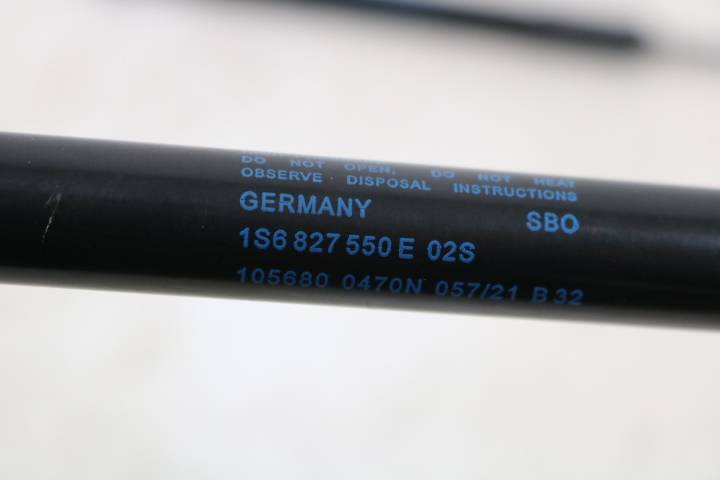 DO NOT OPEN, DO NOT HEAT
OBSERVE DISPOSAL INSTRUCTIONS
GERMANY SBO
1S6 827 550 E 02S
105680 0470N 057/21 B 32